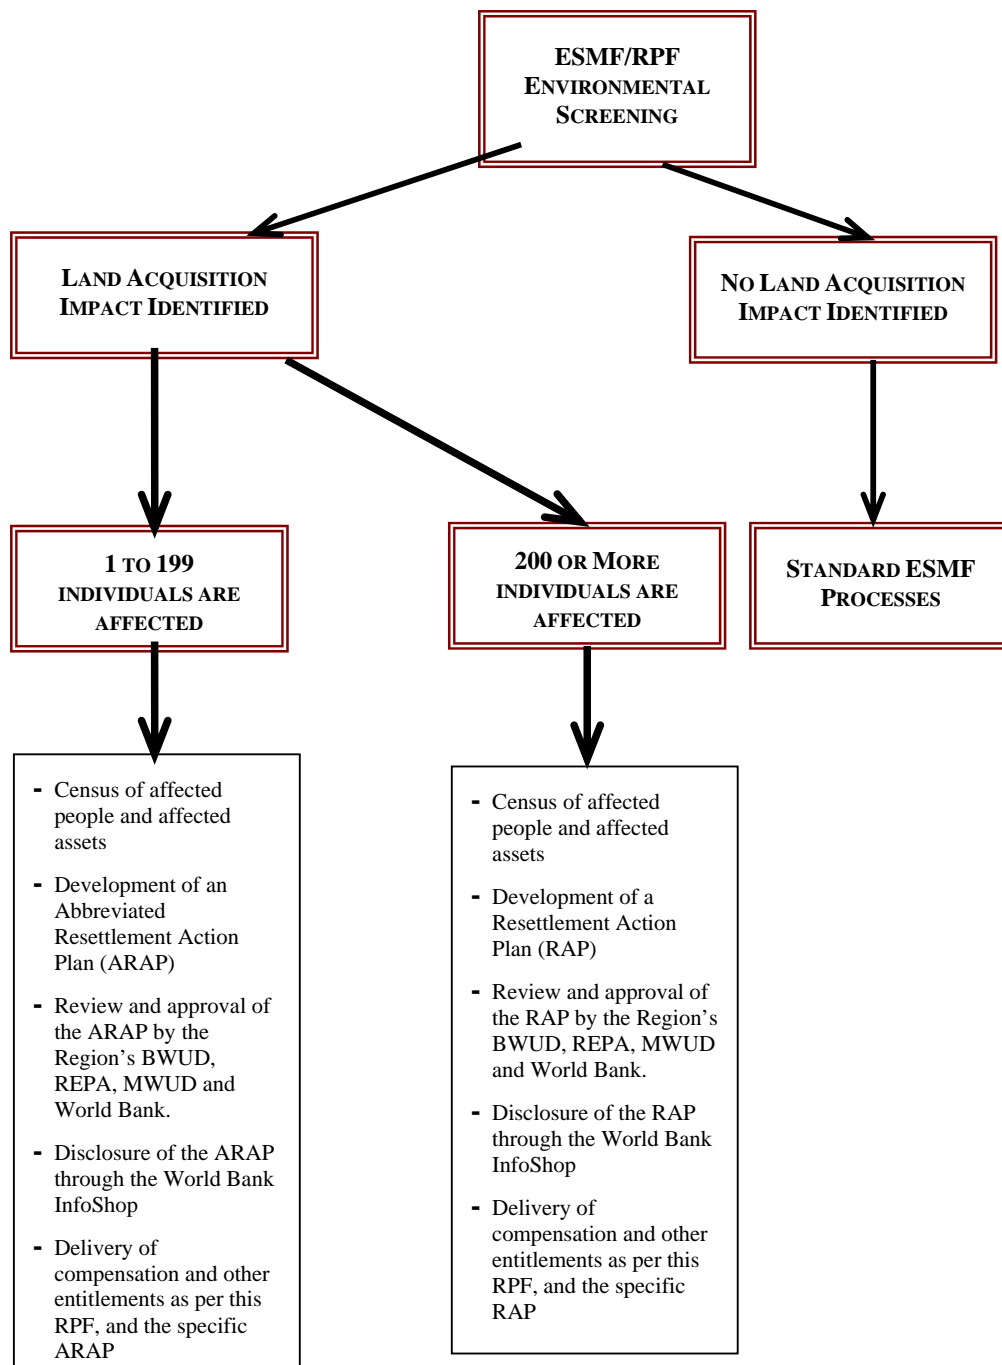 ESMF/RPF
ENVIRONMENTAL
SCREENING
LAND ACQUISITION
IMPACT IDENTIFIED
NO LAND ACQUISITION
IMPACT IDENTIFIED
1 TO 199
INDIVIDUALS ARE
AFFECTED
200 OR MORE
INDIVIDUALS ARE
AFFECTED
STANDARD ESMF
PROCESSES
- Census of affected
people and affected
assets
- Development of an
Abbreviated
Resettlement Action
Plan (ARAP)
- Review and approval of
the ARAP by the
Region's BWUD,
REPA, MWUD and
World Bank.
- Disclosure of the ARAP
through the World Bank
InfoShop
- Delivery of
compensation and other
entitlements as per this
RPF, and the specific
ARAP
- Census of affected
people and affected
assets
- Development of a
Resettlement Action
Plan (RAP)
- Review and approval of
the RAP by the Region's
BWUD, REPA, MWUD
and World Bank.
- Disclosure of the RAP
through the World Bank
InfoShop
- Delivery of
compensation and other
entitlements as per this
RPF, and the specific
RAP